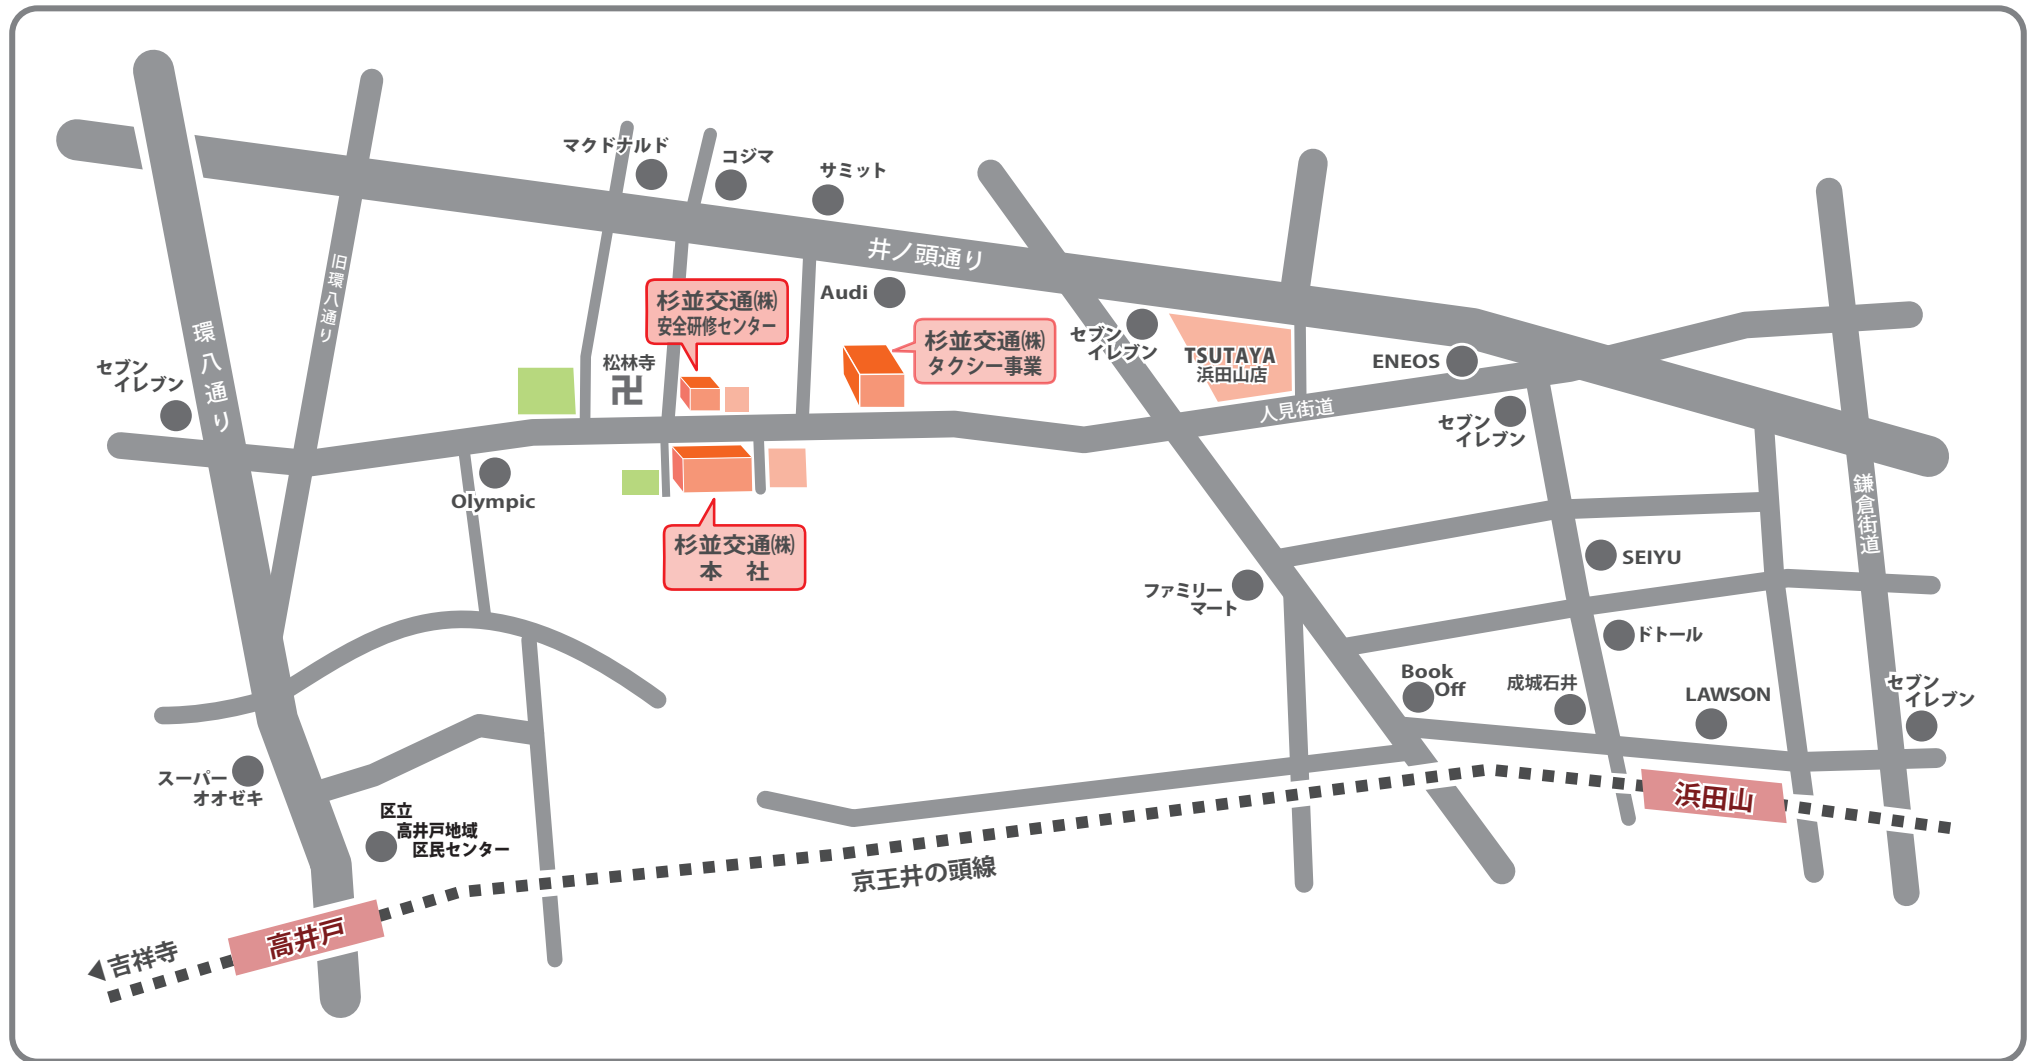 マクドナルド
コジマ
サミット
井ノ頭通り
旧環八通り
環八通り
セブン
イレブン
杉並交通㈱
安全研修センター
松林寺
卍
Audi
杉並交通㈱
タクシー事業
セブン
イレブン
TSUTAYA
浜田山店
ENEOS
人見街道
セブン
イレブン
Olympic
杉並交通㈱
本　社
鎌倉街道
SEIYU
ファミリー
マート
ドトール
Book
Off
成城石井
LAWSON
セブン
イレブン
スーパー
オオゼキ
区立
高井戸地域
区民センター
浜田山
京王井の頭線
高井戸
◀吉祥寺